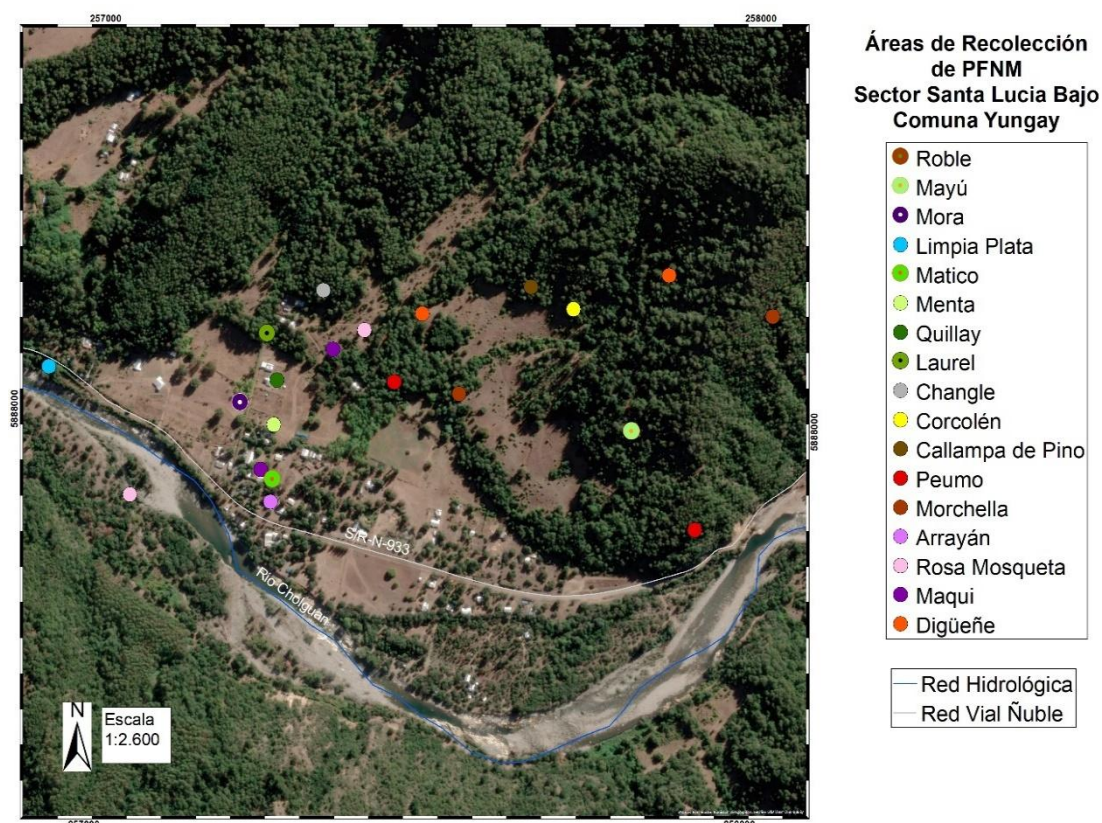 257000
258000
Áreas de Recolección
de PFNM
Sector Santa Lucia Bajo
Comuna Yungay
Roble
Mayú
Mora
Limpia Plata
Matico
Menta
Quillay
Laurel
Changle
Corcolén
Callampa de Pino
Peumo
Morchella
Arrayán
Rosa Mosqueta
Maqui
Digüeñe
Red Hidrológica
Red Vial Ñuble
5888000
5888000
S/R-N-933
Río Cholguán
N
Escala
1:2.600
257000